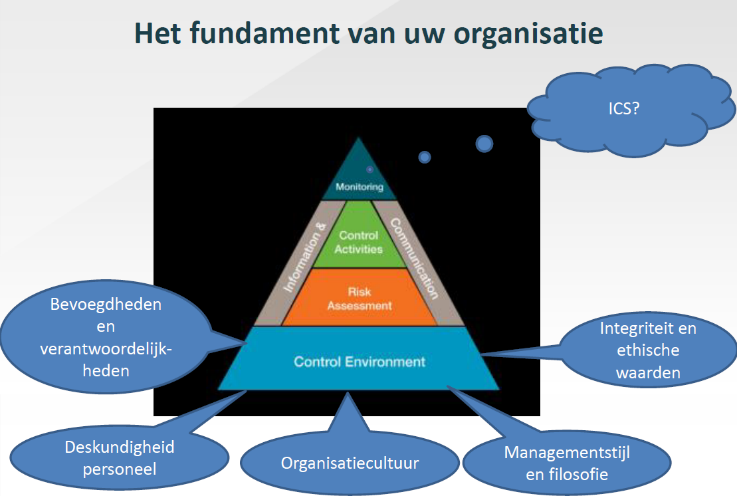 Het fundament van uw organisatie
ICS?
Monitoring
Information &
Communication
Control
Activities
Risk
Assessment
Control Environment
Bevoegdheden
en
verantwoordelijk-
heden
Integriteit en
ethische
waarden
Deskundigheid
personeel
Organisatiecultuur
Managementstijl
en filosofie